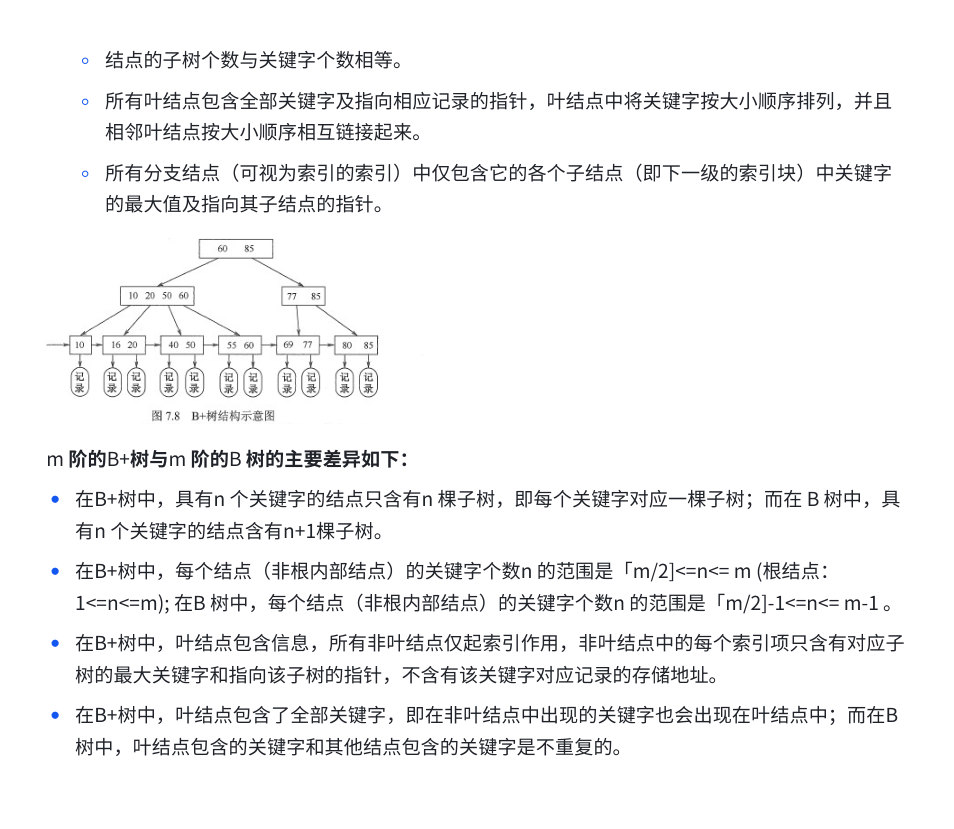 结点的子树个数与关键字个数相等。
所有叶结点包含全部关键字及指向相应记录的指针，叶结点中将关键字按大小顺序排列，并且
相邻叶结点按大小顺序相互链接起来。
所有分支结点（可视为索引的索引）中仅包含它的各个子结点（即下一级的索引块）中关键字
的最大值及指向其子结点的指针。
60 85
10 20 50 60 77 85
10 16 20 40 50 55 60 69 77 80 85
记录 记录 记录 记录 记录 记录 记录 记录 记录 记录 记录
图 7.8 B+树结构示意图
m 阶的B+树与m 阶的B 树的主要差异如下：
在B+树中，具有n 个关键字的结点只含有n 棵子树，即每个关键字对应一棵子树；而在 B 树中，具
有n 个关键字的结点含有n+1棵子树。
在B+树中，每个结点（非根内部结点）的关键字个数n 的范围是「m/2]<=n<= m (根结点：
1<=n<=m); 在B 树中，每个结点（非根内部结点）的关键字个数n 的范围是「m/2]-1<=n<= m-1 。
在B+树中，叶结点包含信息，所有非叶结点仅起索引作用，非叶结点中的每个索引项只含有对应子
树的最大关键字和指向该子树的指针，不含有该关键字对应记录的存储地址。
在B+树中，叶结点包含了全部关键字，即在非叶结点中出现的关键字也会出现在叶结点中；而在B
树中，叶结点包含的关键字和其他结点包含的关键字是不重复的。